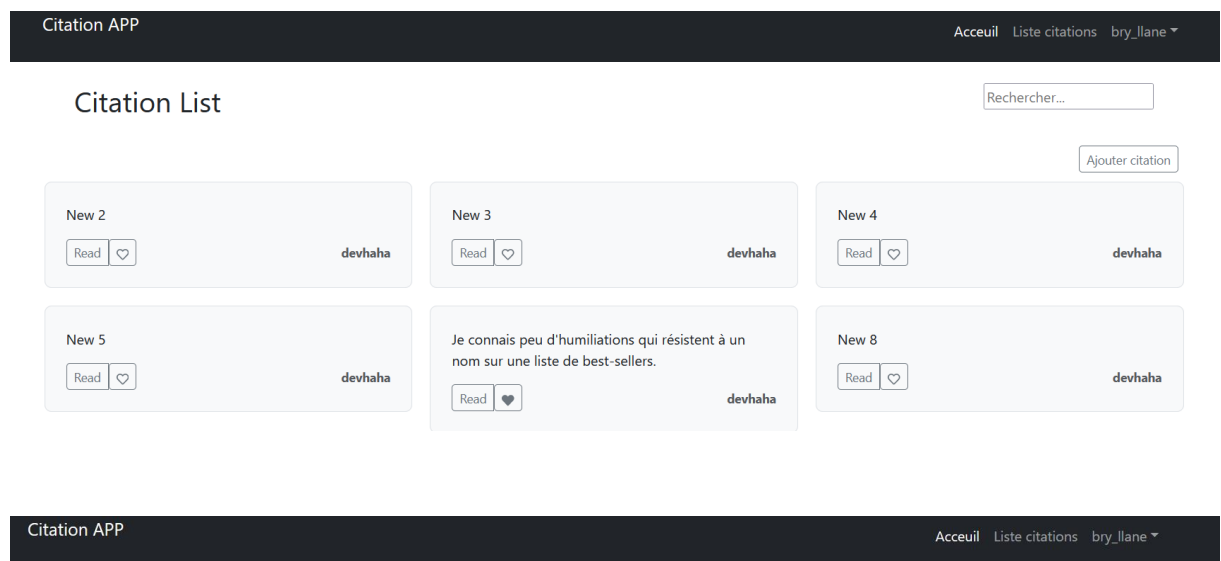 Citation APP
Acceuil Liste citations bry_llane
Citation List
Rechercher...
Ajouter citation
New 2
Read
devhaha
New 3
Read
devhaha
New 4
Read
devhaha
New 5
Read
devhaha
Je connais peu d'humiliations qui résistent à un
nom sur une liste de best-sellers.
Read
devhaha
New 8
Read
devhaha
Citation APP
Acceuil Liste citations bry_llane